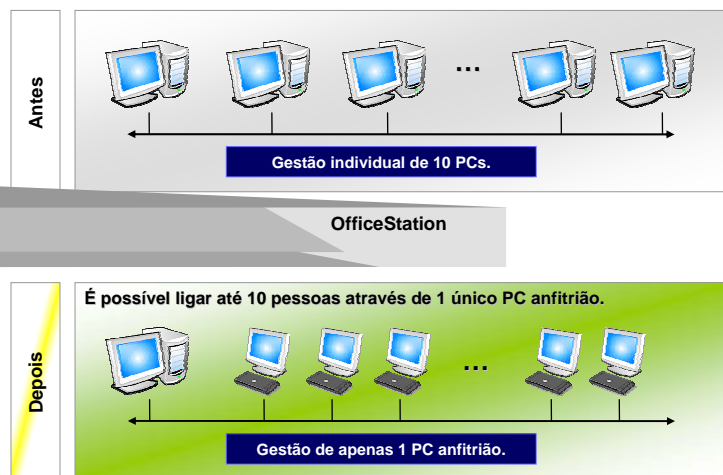 Antes
...
Gestão individual de 10 PCs.
OfficeStation
Depois
É possível ligar até 10 pessoas através de 1 único PC anfitrião.
...
Gestão de apenas 1 PC anfitrião.